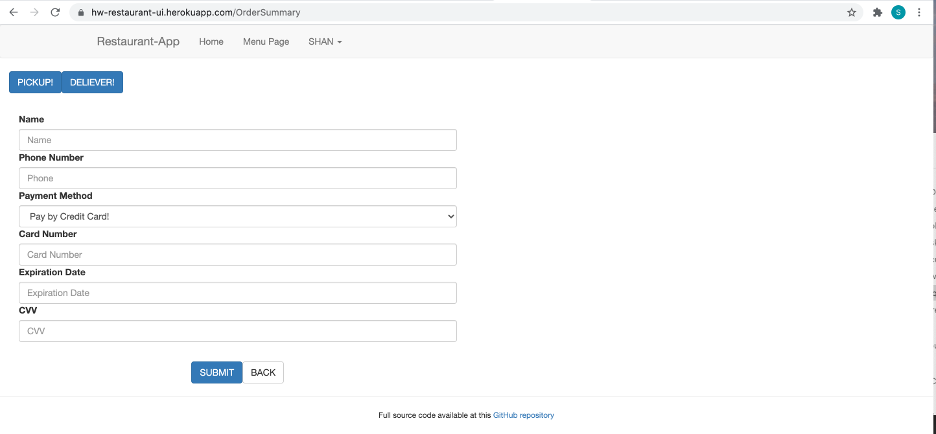 hw-restaurant-ui.herokuapp.com/OrderSummary
S
Restaurant-App Home Menu Page SHAN
PICKUP! DELIEVER!
Name
Name
Phone Number
Phone
Payment Method
Pay by Credit Card!
Card Number
Card Number
Expiration Date
Expiration Date
CVV
CVV
SUBMIT BACK
Full source code available at this GitHub repository